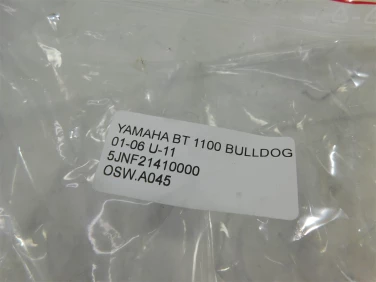 YAMAHA BT 1100 BULLDOG
01-06 U-11
5JNF21410000
OSW.A045